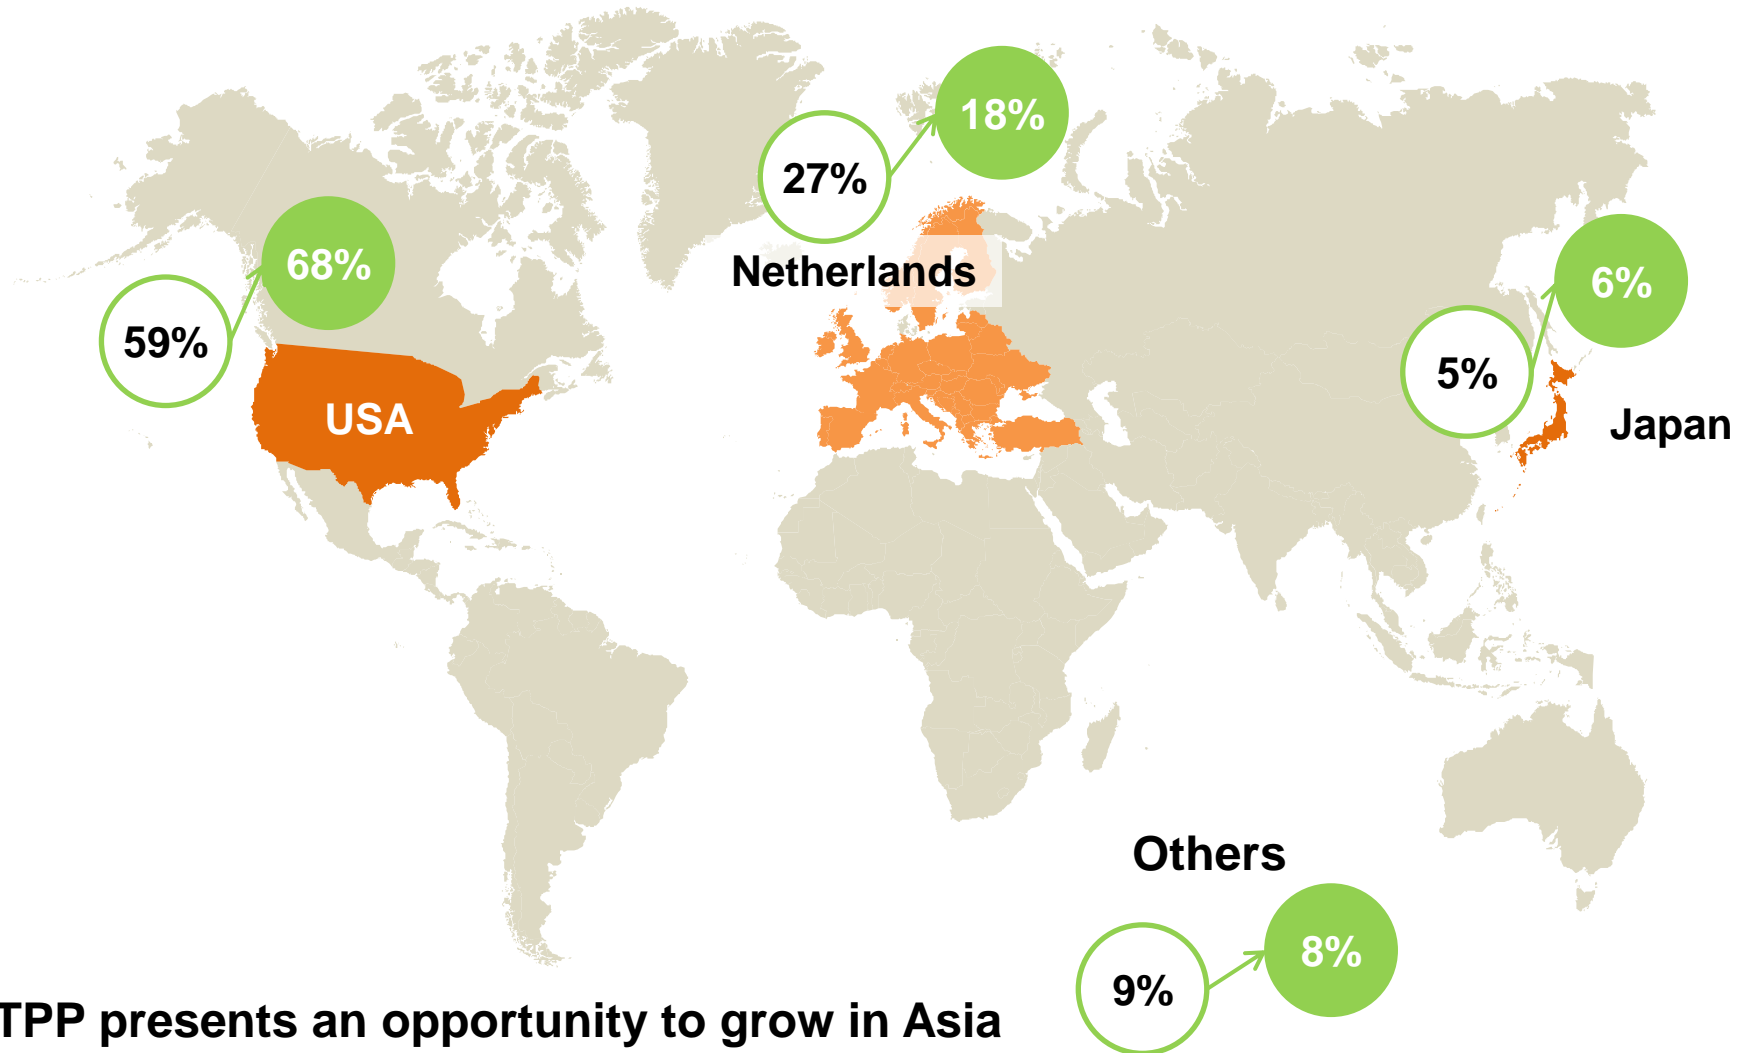 18%
27%
Netherlands
68%
59%
USA
6%
5%
Japan
Others
8%
9%
TPP presents an opportunity to grow in Asia